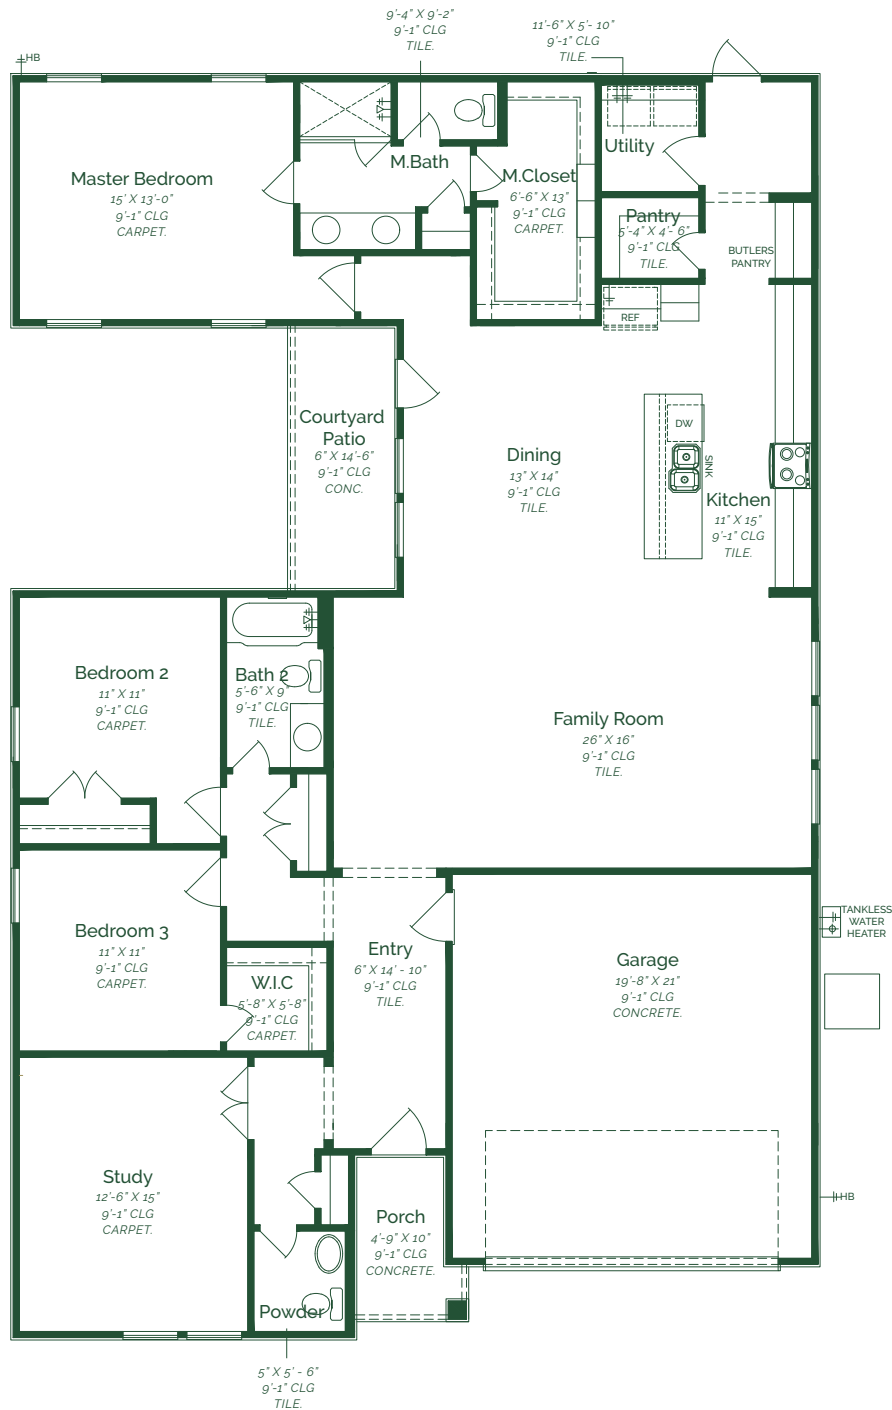 9'-4" X 9'-2"
9'-1" CLG
TILE.
11'-6" X 5'- 10"
9'-1" CLG
TILE.
HB
Master Bedroom
15' X 13'-0"
9'-1" CLG
CARPET.
M.Bath
M.Closet
6'-6" X 13"
9'-1" CLG
CARPET.
Utility
Pantry
5'-4" X 4'-6"
9'-1" CLG
TILE.
BUTLERS
PANTRY
REF
Courtyard
Patio
6" X 14'-6"
9'-1" CLG
CONC.
Dining
13" X 14"
9'-1" CLG
TILE.
DW
SINK
Kitchen
11" X 15"
9'-1" CLG
TILE.
Bedroom 2
11" X 11"
9'-1" CLG
CARPET.
Bath 2
5'-6" X 9"
9'-1" CLG
TILE.
Family Room
26" X 16"
9'-1" CLG
TILE.
Bedroom 3
11" X 11"
9'-1" CLG
CARPET.
W.I.C
5'-8" X 5'-8"
9'-1" CLG
CARPET.
Entry
6" X 14' - 10"
9'-1" CLG
TILE.
Garage
19'-8" X 21"
9'-1" CLG
CONCRETE.
TANKLESS
WATER
HEATER
Study
12'-6" X 15"
9'-1" CLG
CARPET.
Porch
4'-9" X 10"
9'-1" CLG
CONCRETE.
HB
Powder
5" X 5' - 6"
9'-1" CLG
TILE.